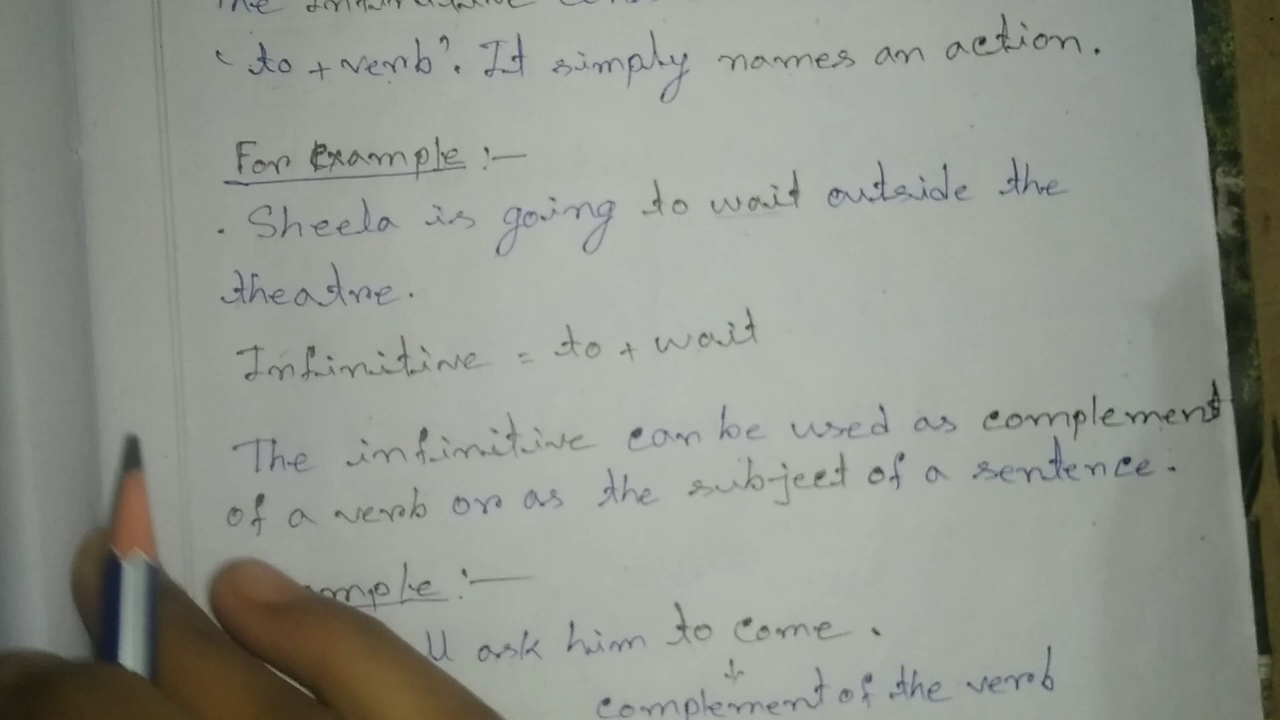 The
‘to + verb’. It simply names an action.
For Example :-
. Sheela is going to wait outside the
theatre.
Infinitive = to + wait
The infinitive can be used as complement
of a verb or as the subject of a sentence.
:-
ask him to come.
complement of the verb